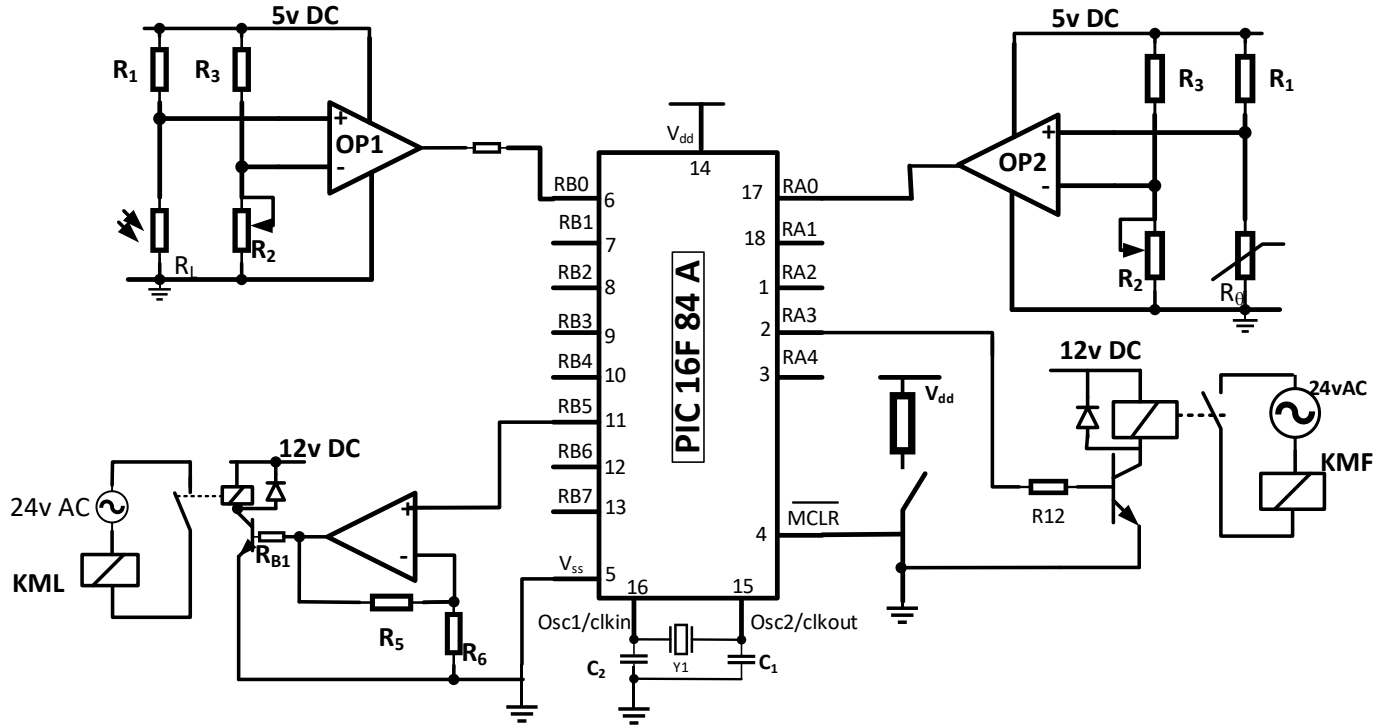 5v DC
5v DC
R1
R3
R3
R1
+
OP1
-
+
OP2
-
Vdd
14
RB0
6
17
RA0
RB1
7
18
RA1
RL
R2
RB2
8
1
RA2
R2
Rθ
RB3
9
2
RA3
PIC 16F 84 A
RB4
10
3
RA4
12v DC
24vAC
Vdd
RB5
11
12v DC
RB6
12
KMF
24v AC
RB7
13
+
-
MCLR
4
R12
RB1
KML
Vss
5
16
15
Osc1/clkin
Osc2/clkout
R5
R6
C2
Y1
C1